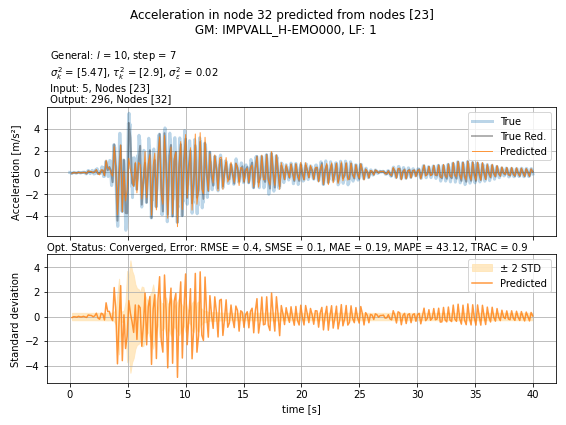 Acceleration in node 32 predicted from nodes [23]
GM: IMPVALL_H-EMO000, LF: 1
General: l = 10, step = 7
σ²ₖ = [5.47], τ²ₖ = [2.9], σ²ε = 0.02
Input: 5, Nodes [23]
Output: 296, Nodes [32]
Acceleration [m/s²]
4
2
0
−2
−4
True
True Red.
Predicted
Opt. Status: Converged, Error: RMSE = 0.4, SMSE = 0.1, MAE = 0.19, MAPE = 43.12, TRAC = 0.9
Standard deviation
4
2
0
−2
−4
± 2 STD
Predicted
0 5 10 15 20 25 30 35 40
time [s]